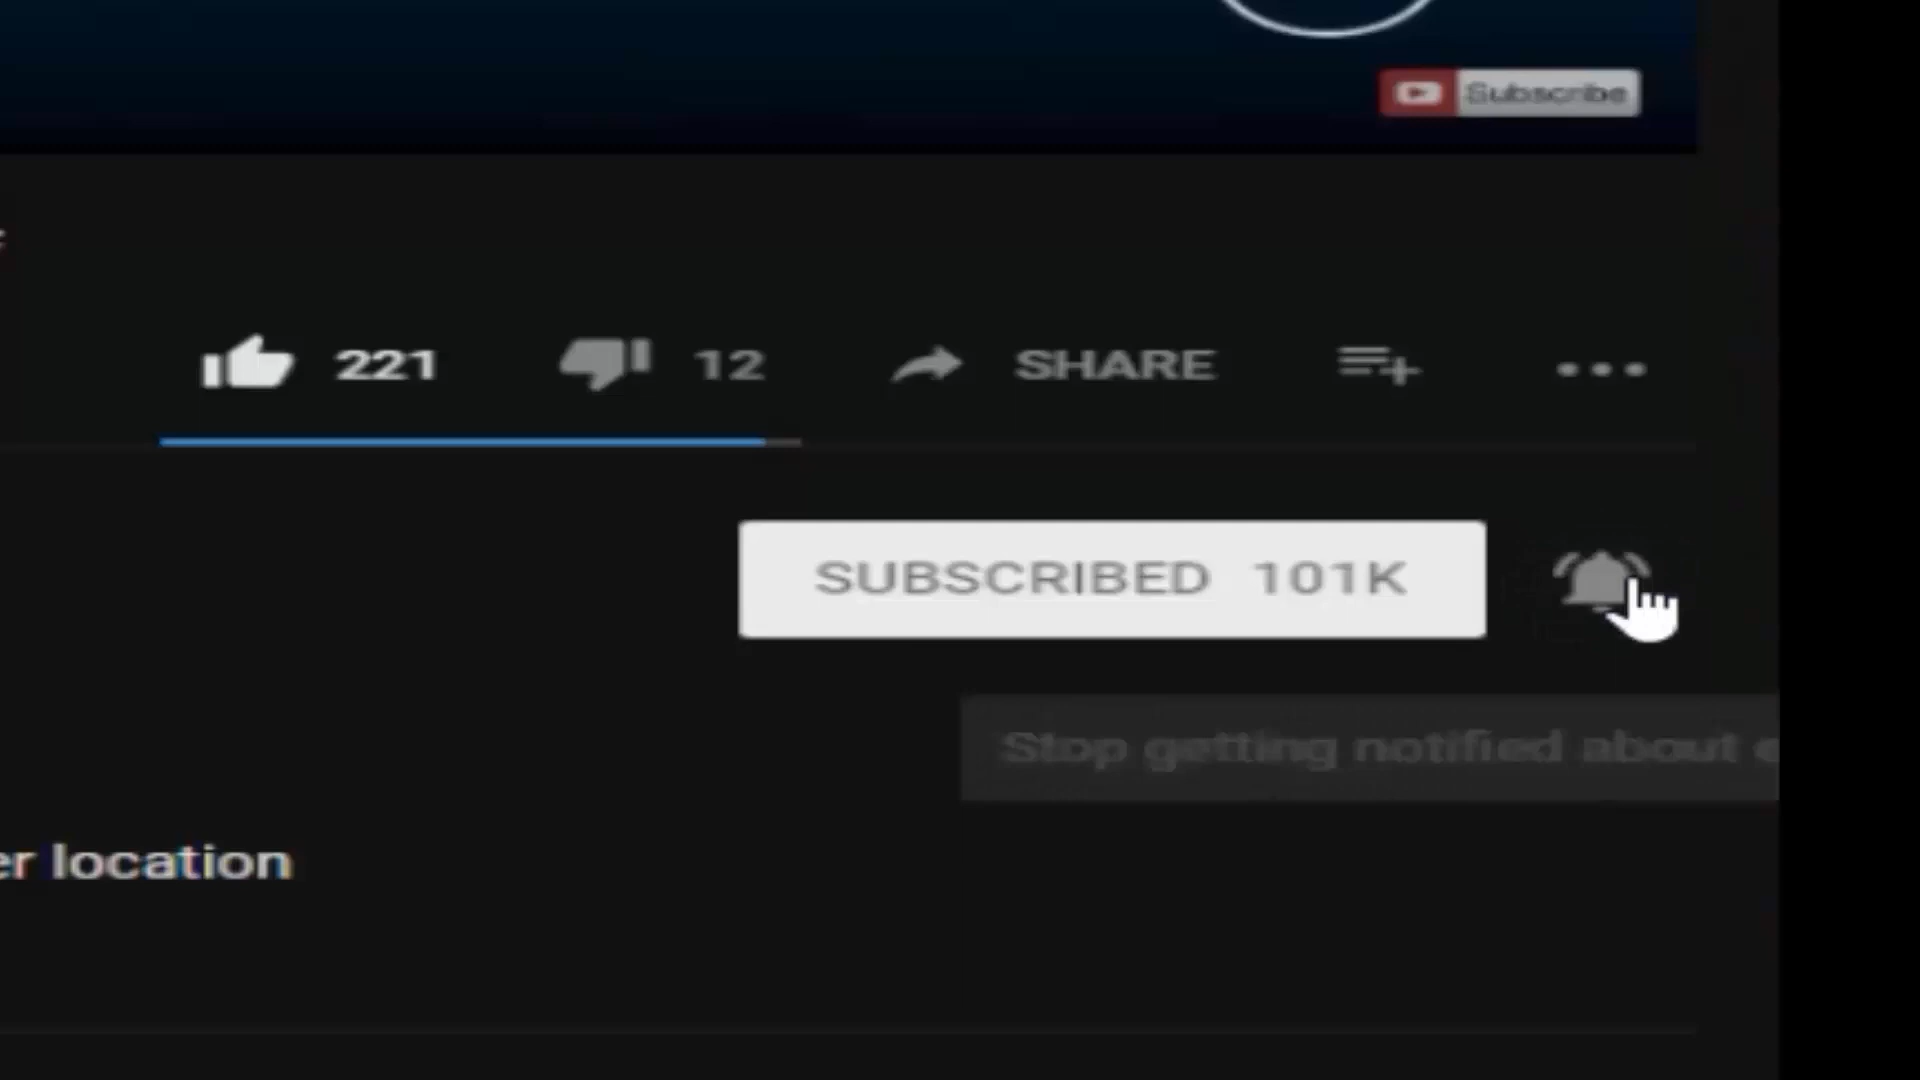 Subscribe
221 12 SHARE
SUBSCRIBED 101K
Stop getting notified about
er location